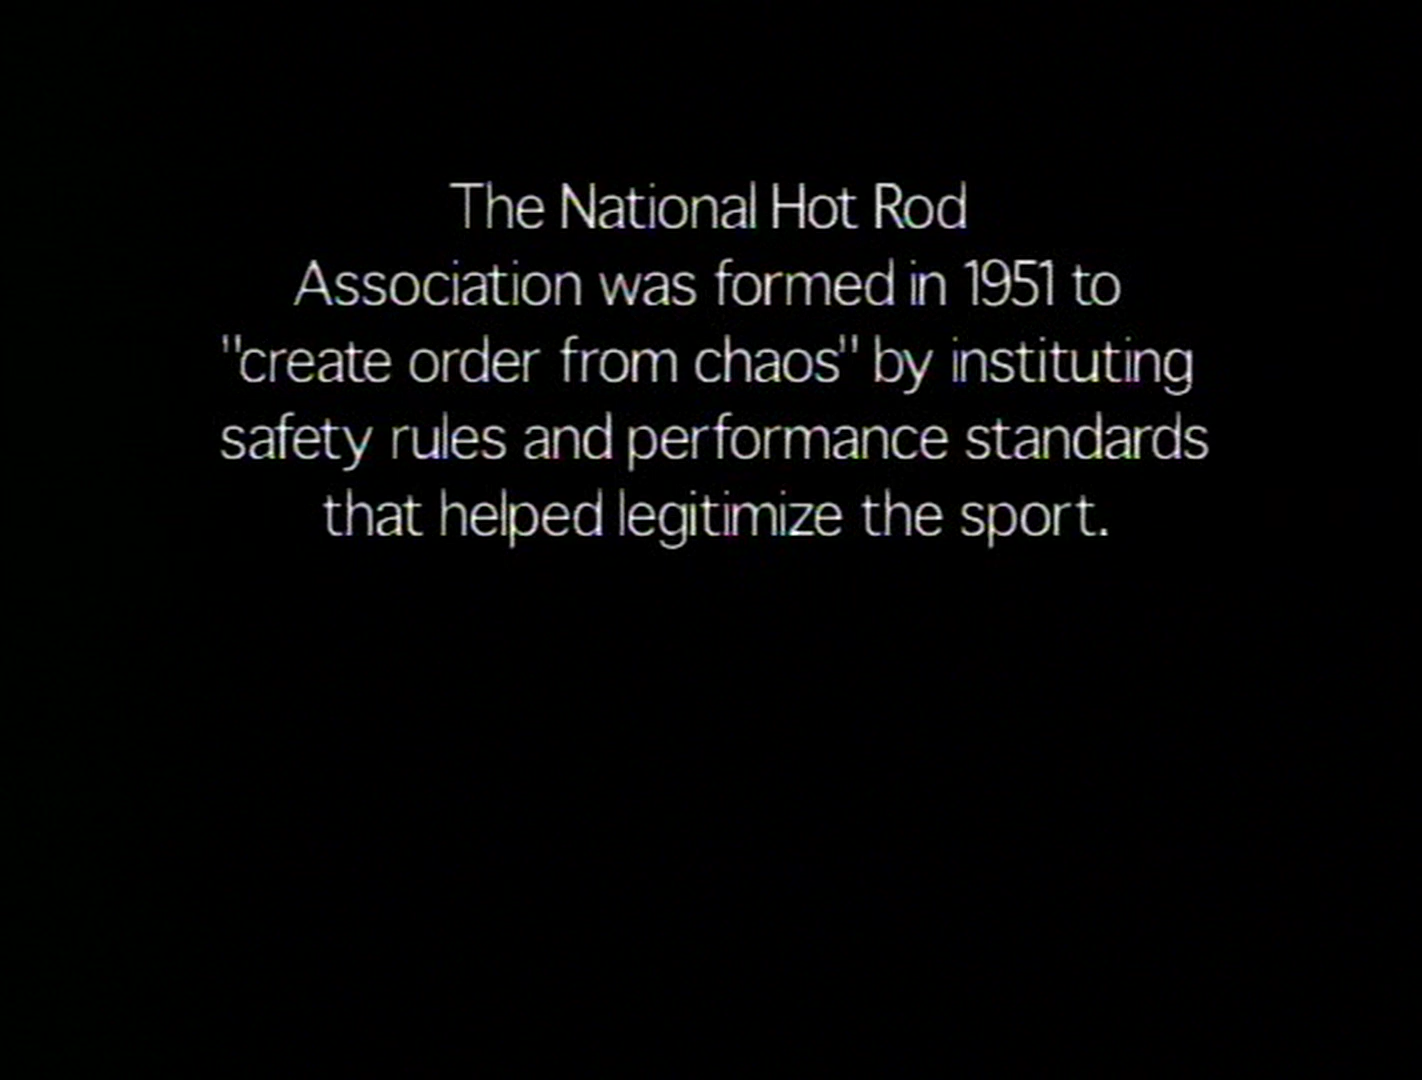 The National Hot Rod
Association was formed in 1951 to
"create order from chaos" by instituting
safety rules and performance standards
that helped legitimize the sport.